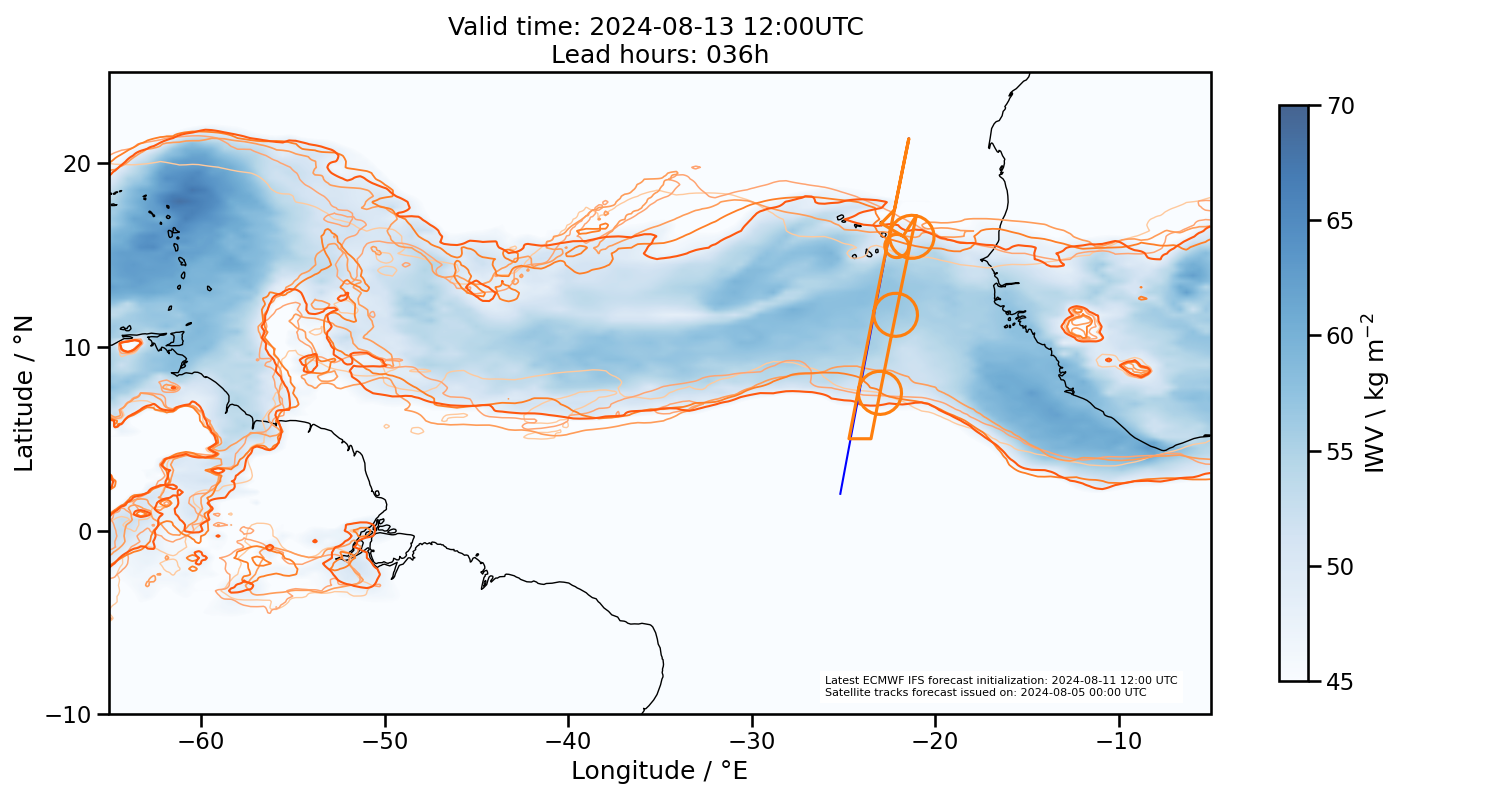 Valid time: 2024-08-13 12:00UTC
Lead hours: 036h
20
10
0
−10
Latitude / °N
−60
−50
−40
−30
−20
−10
Longitude / °E
Latest ECMWF IFS forecast initialization: 2024-08-11 12:00 UTC
Satellite tracks forecast issued on: 2024-08-05 00:00 UTC
70
65
60
55
50
45
IWV \ kg m⁻²